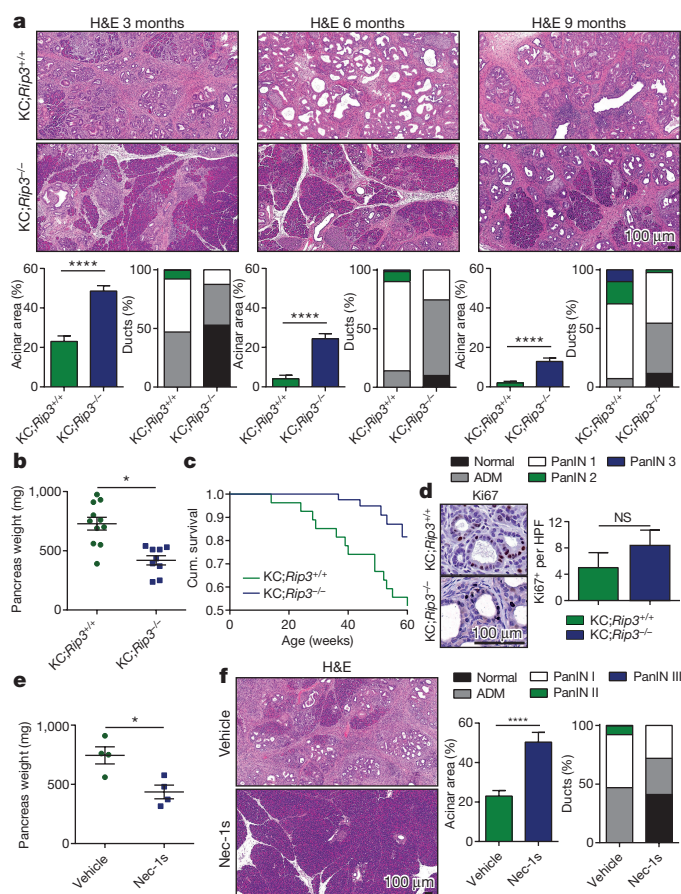 a
H&E 3 months
H&E 6 months
H&E 9 months
KC;Rip3+/+
KC;Rip3–/–
100 μm
Acinar area (%)
60
40
20
0
****
KC;Rip3+/+
KC;Rip3–/–
Ducts (%)
100
50
0
KC;Rip3+/+
KC;Rip3–/–
Acinar area (%)
60
40
20
0
****
KC;Rip3+/+
KC;Rip3–/–
Ducts (%)
100
50
0
KC;Rip3+/+
KC;Rip3–/–
Acinar area (%)
60
40
20
0
****
KC;Rip3+/+
KC;Rip3–/–
Ducts (%)
100
50
0
KC;Rip3+/+
KC;Rip3–/–
Normal
PanIN 1
PanIN 3
ADM
PanIN 2
b
Pancreas weight (mg)
1,000
500
0
*
KC;Rip3+/+
KC;Rip3–/–
c
Cum. survival
1.0
0.9
0.8
0.7
0.6
0.5
KC;Rip3+/+
KC;Rip3–/–
0
20
40
60
Age (weeks)
d
Ki67
KC;Rip3+/+
KC;Rip3–/–
100 μm
Ki67+ per HPF
15
10
5
0
NS
KC;Rip3+/+
KC;Rip3–/–
e
Pancreas weight (mg)
1,000
500
0
*
Vehicle
Nec-1s
f
H&E
Vehicle
Nec-1s
100 μm
Normal
PanIN I
PanIN III
ADM
PanIN II
Acinar area (%)
60
40
20
0
****
Vehicle
Nec-1s
Ducts (%)
100
50
0
Vehicle
Nec-1s